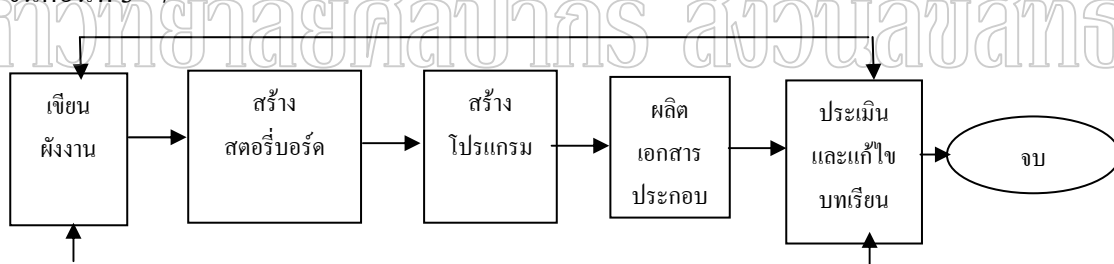 เขียน
ผังงาน
สร้าง
สตอรี่บอร์ด
สร้าง
โปรแกรม
ผลิต
เอกสาร
ประกอบ
ประเมิน
และแก้ไข
บทเรียน
จบ